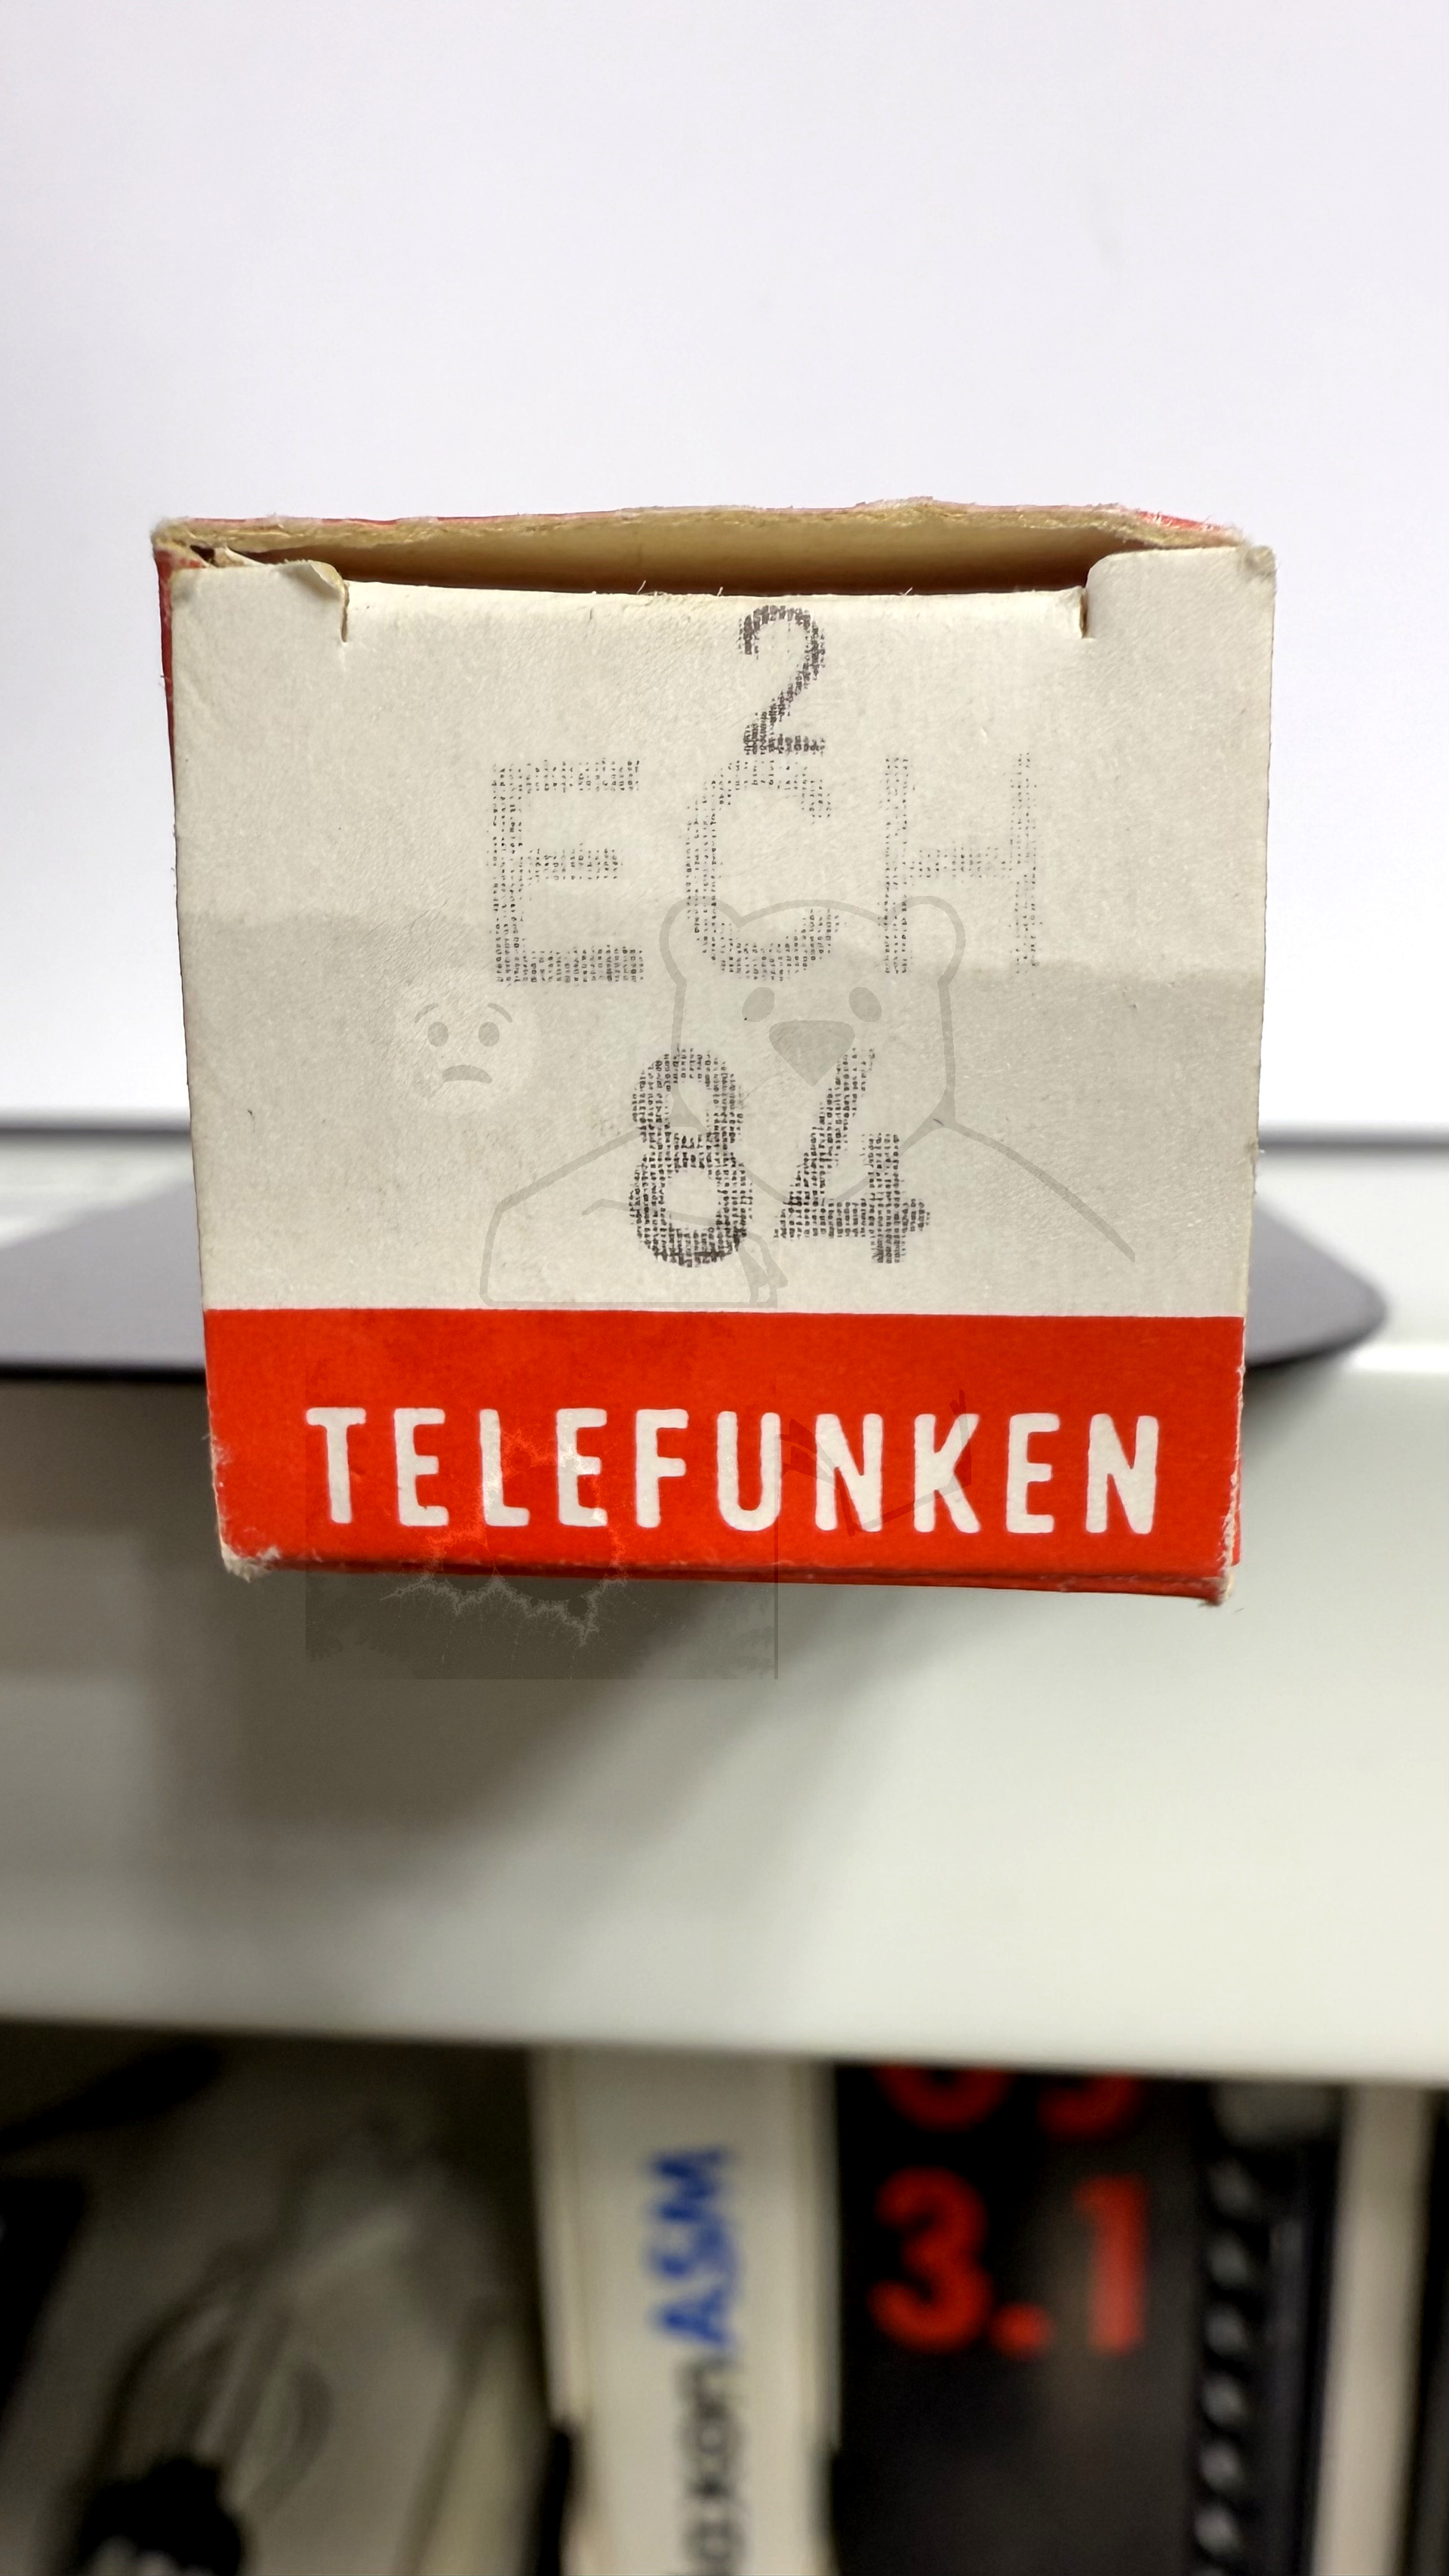 2
ECH
84
TELEFUNKEN
ASM
3.1